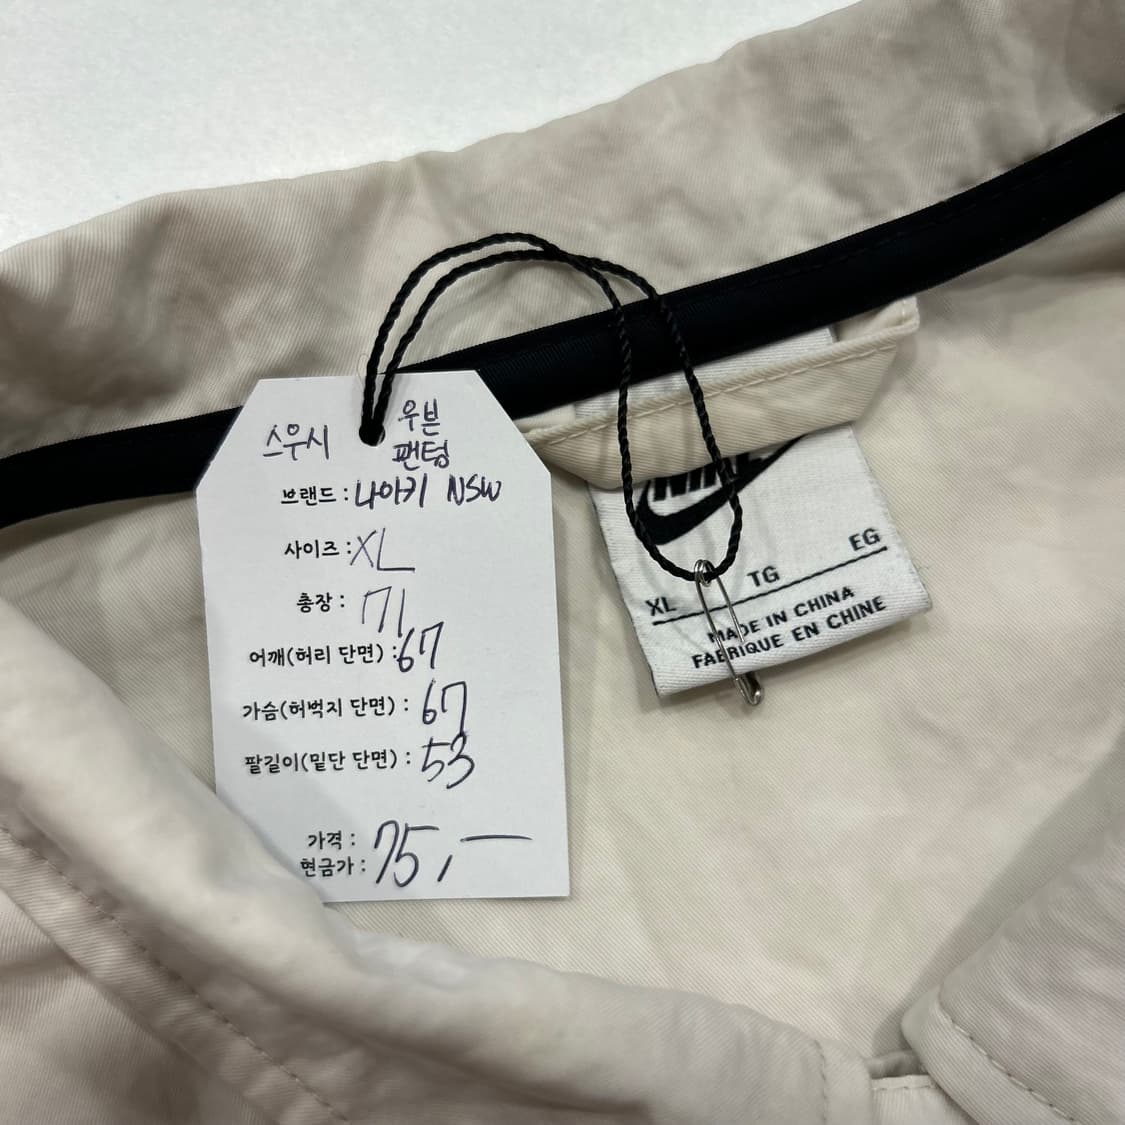 스우시 우븐
팬텀
브랜드 : 나이키 NSW
사이즈 : XL
총장 : 71
어깨(허리 단면) : 67
가슴(허벅지 단면) : 67
팔길이(밑단 단면) : 53
가격 :
현금가 : 75,—
NIKE
XL TG EG
MADE IN CHINA
FABRIQUE EN CHINE